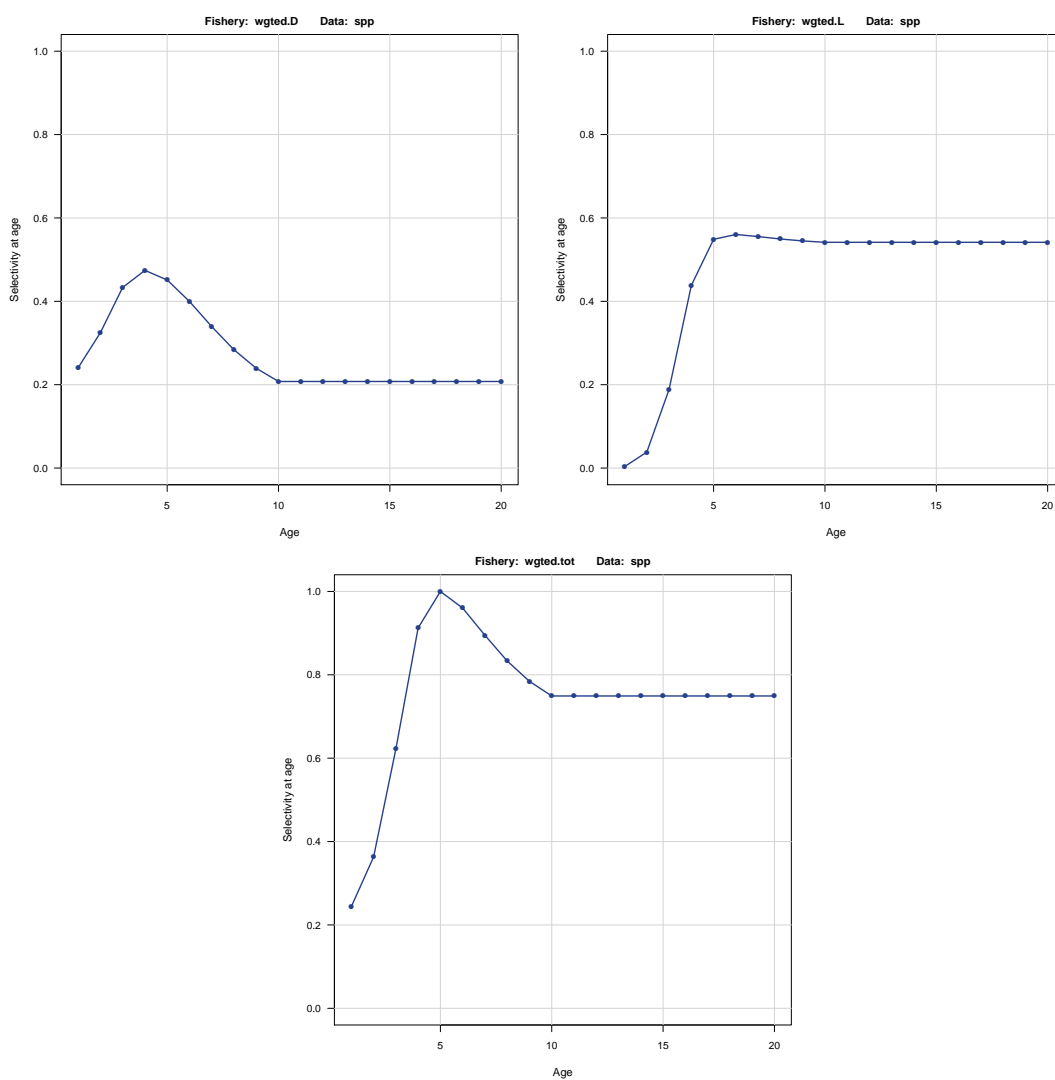 Fishery: wgted.D Data: spp
1.0
0.8
0.6
0.4
0.2
0.0
Selectivity at age
5 10 15 20
Age
Fishery: wgted.L Data: spp
1.0
0.8
0.6
0.4
0.2
0.0
Selectivity at age
5 10 15 20
Age
Fishery: wgted.tot Data: spp
1.0
0.8
0.6
0.4
0.2
0.0
Selectivity at age
5 10 15 20
Age